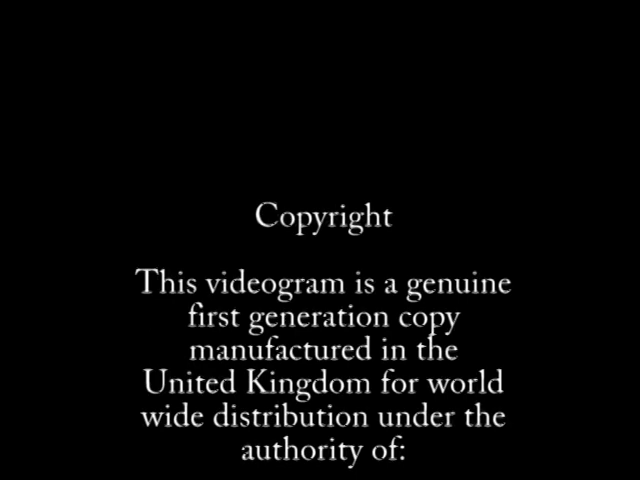 Copyright
This videogram is a genuine
first generation copy
manufactured in the
United Kingdom for world
wide distribution under the
authority of: